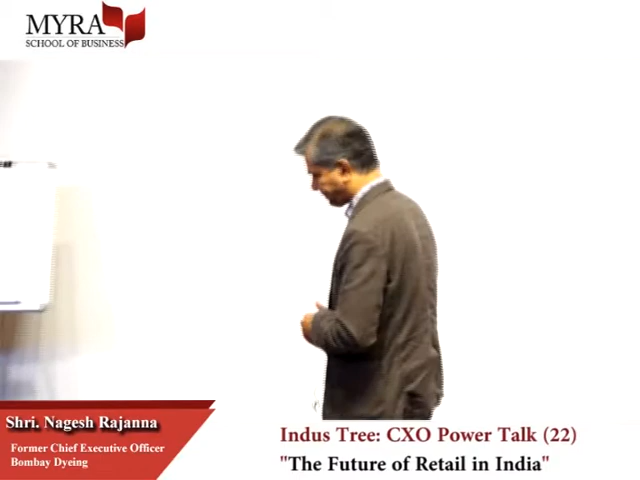 MYRA
SCHOOL OF BUSINESS
Shri. Nagesh Rajanna
Former Chief Executive Officer
Bombay Dyeing
Indus Tree: CXO Power Talk (22)
"The Future of Retail in India"